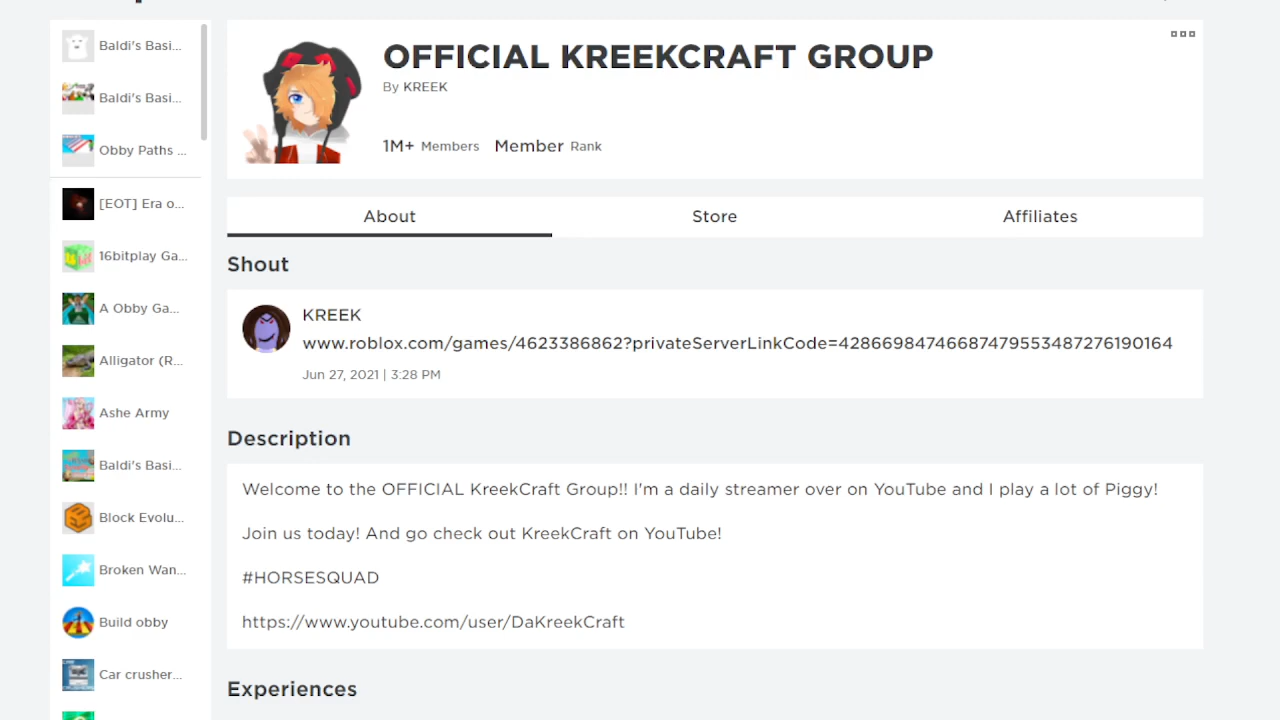 Baldi's Basi...
Baldi's Basi...
Obby Paths ...
[EOT] Era o...
16bitplay Ga...
A Obby Ga...
Alligator (R...
Ashe Army
Baldi's Basi...
Block Evolu...
Broken Wan...
Build obby
Car crusher...
OFFICIAL KREEKCRAFT GROUP
By KREEK
1M+ Members Member Rank
About Store Affiliates
Shout
KREEK
www.roblox.com/games/4623386862?privateServerLinkCode=42866984746687479553487276190164
Jun 27, 2021 | 3:28 PM
Description
Welcome to the OFFICIAL KreekCraft Group!! I'm a daily streamer over on YouTube and I play a lot of Piggy!
Join us today! And go check out KreekCraft on YouTube!
#HORSESQUAD
https://www.youtube.com/user/DaKreekCraft
Experiences